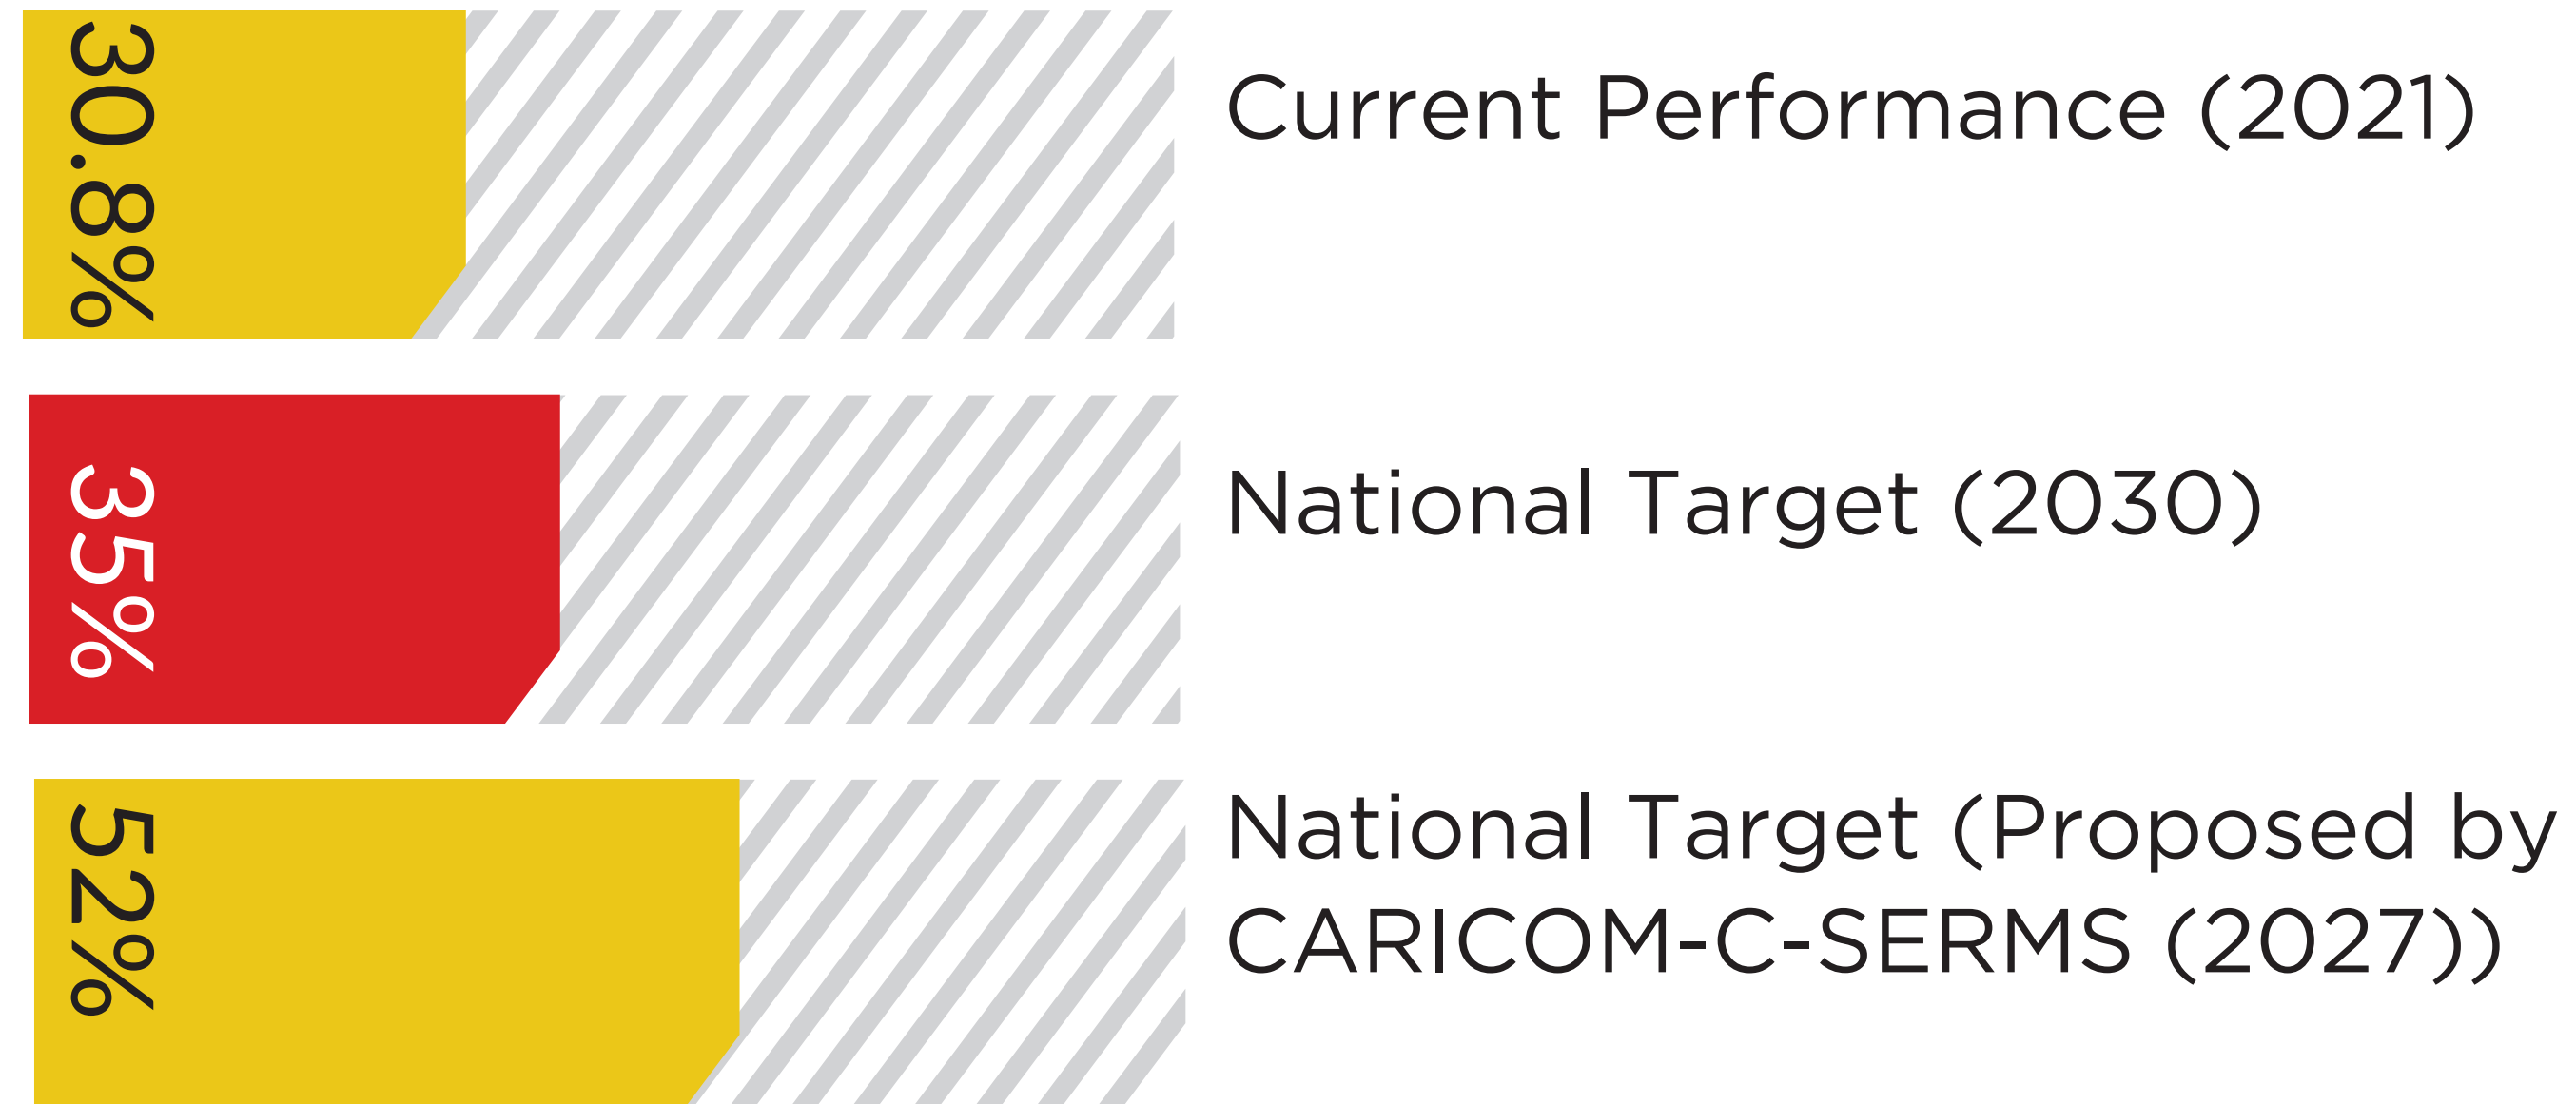 30.8%
Current Performance (2021)
35%
National Target (2030)
52%
National Target (Proposed by
CARICOM-C-SERMS (2027))